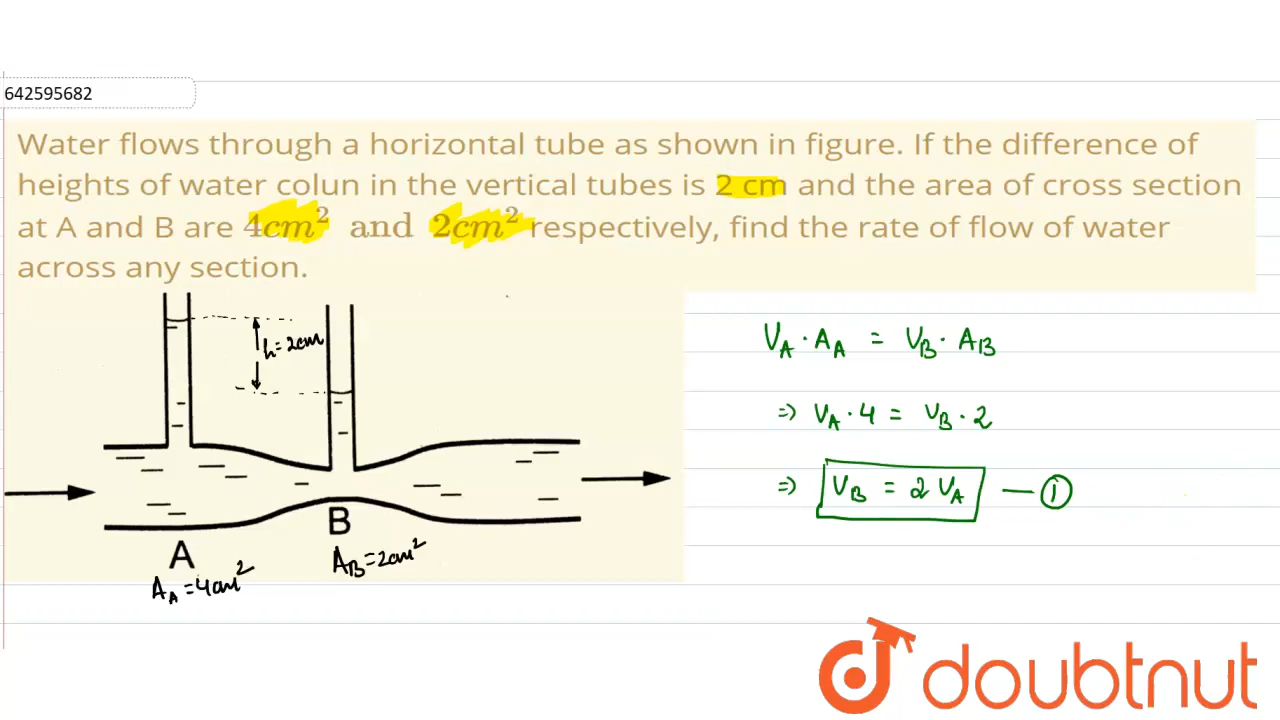 642595682
Water flows through a horizontal tube as shown in figure. If the difference of
heights of water colun in the vertical tubes is 2 cm and the area of cross section
at A and B are 4cm² and 2cm² respectively, find the rate of flow of water
across any section.
h=2cm
A
B
A_A=4cm²
A_B=2cm²
V_A · A_A = V_B · A_B
⇒ V_A · 4 = V_B · 2
⇒ V_B = 2 V_A — ①
doubtnut